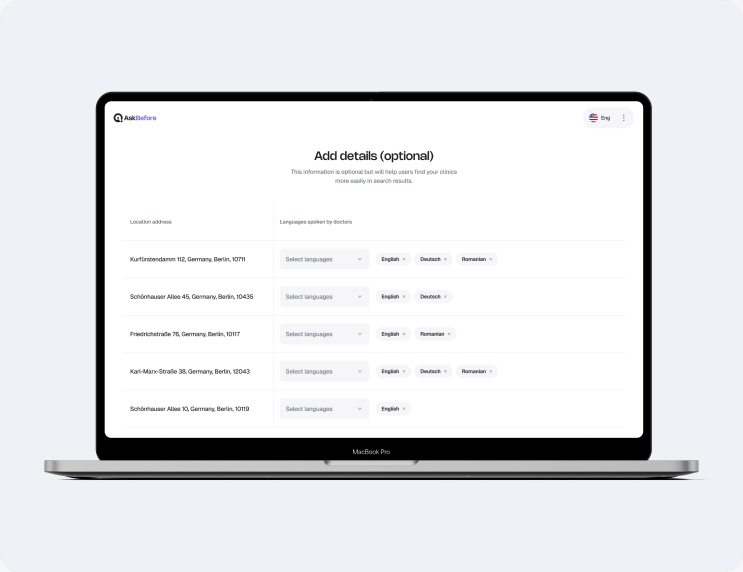 AskBefore
Eng
Add details (optional)
This information is optional but will help users find your clinics
more easily in search results.
Location address
Languages spoken by doctors
Kurfürstendamm 112, Germany, Berlin, 10711
Select languages
English × Deutsch × Romanian ×
Schönhauser Allee 45, Germany, Berlin, 10435
Select languages
English × Deutsch ×
Friedrichstraße 76, Germany, Berlin, 10117
Select languages
English × Romanian ×
Karl-Marx-Straße 38, Germany, Berlin, 12043
Select languages
English × Deutsch × Romanian ×
Schönhauser Allee 10, Germany, Berlin, 10119
Select languages
English ×
MacBook Pro